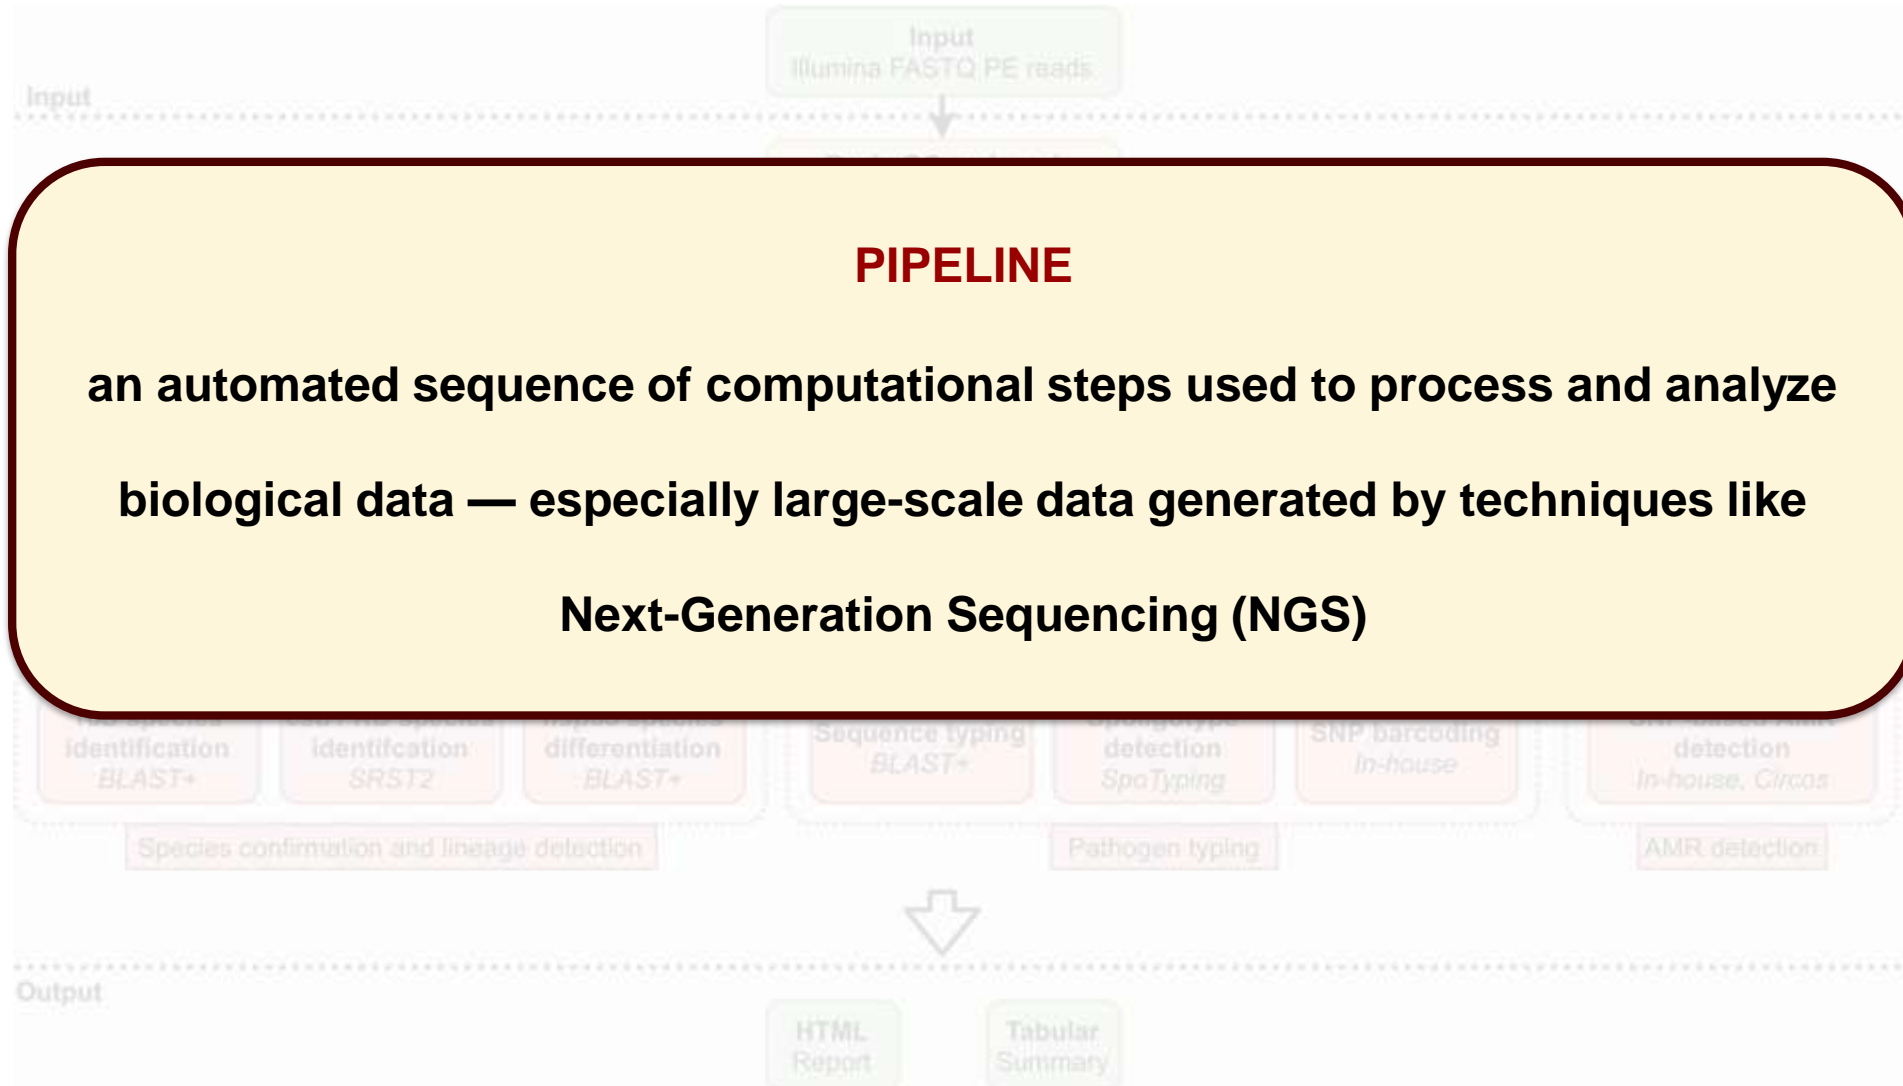 Input
Illumina FASTQ PE reads
Input
PIPELINE
an automated sequence of computational steps used to process and analyze
biological data — especially large-scale data generated by techniques like
Next-Generation Sequencing (NGS)
identification
BLAST+
identifcation
SRST2
differentiation
BLAST+
Sequence typing
BLAST+
detection
SpoTyping
SNP barcoding
In-house
detection
In-house, Circos
Species confirmation and lineage detection
Pathogen typing
AMR detection
Output
HTML
Report
Tabular
Summary